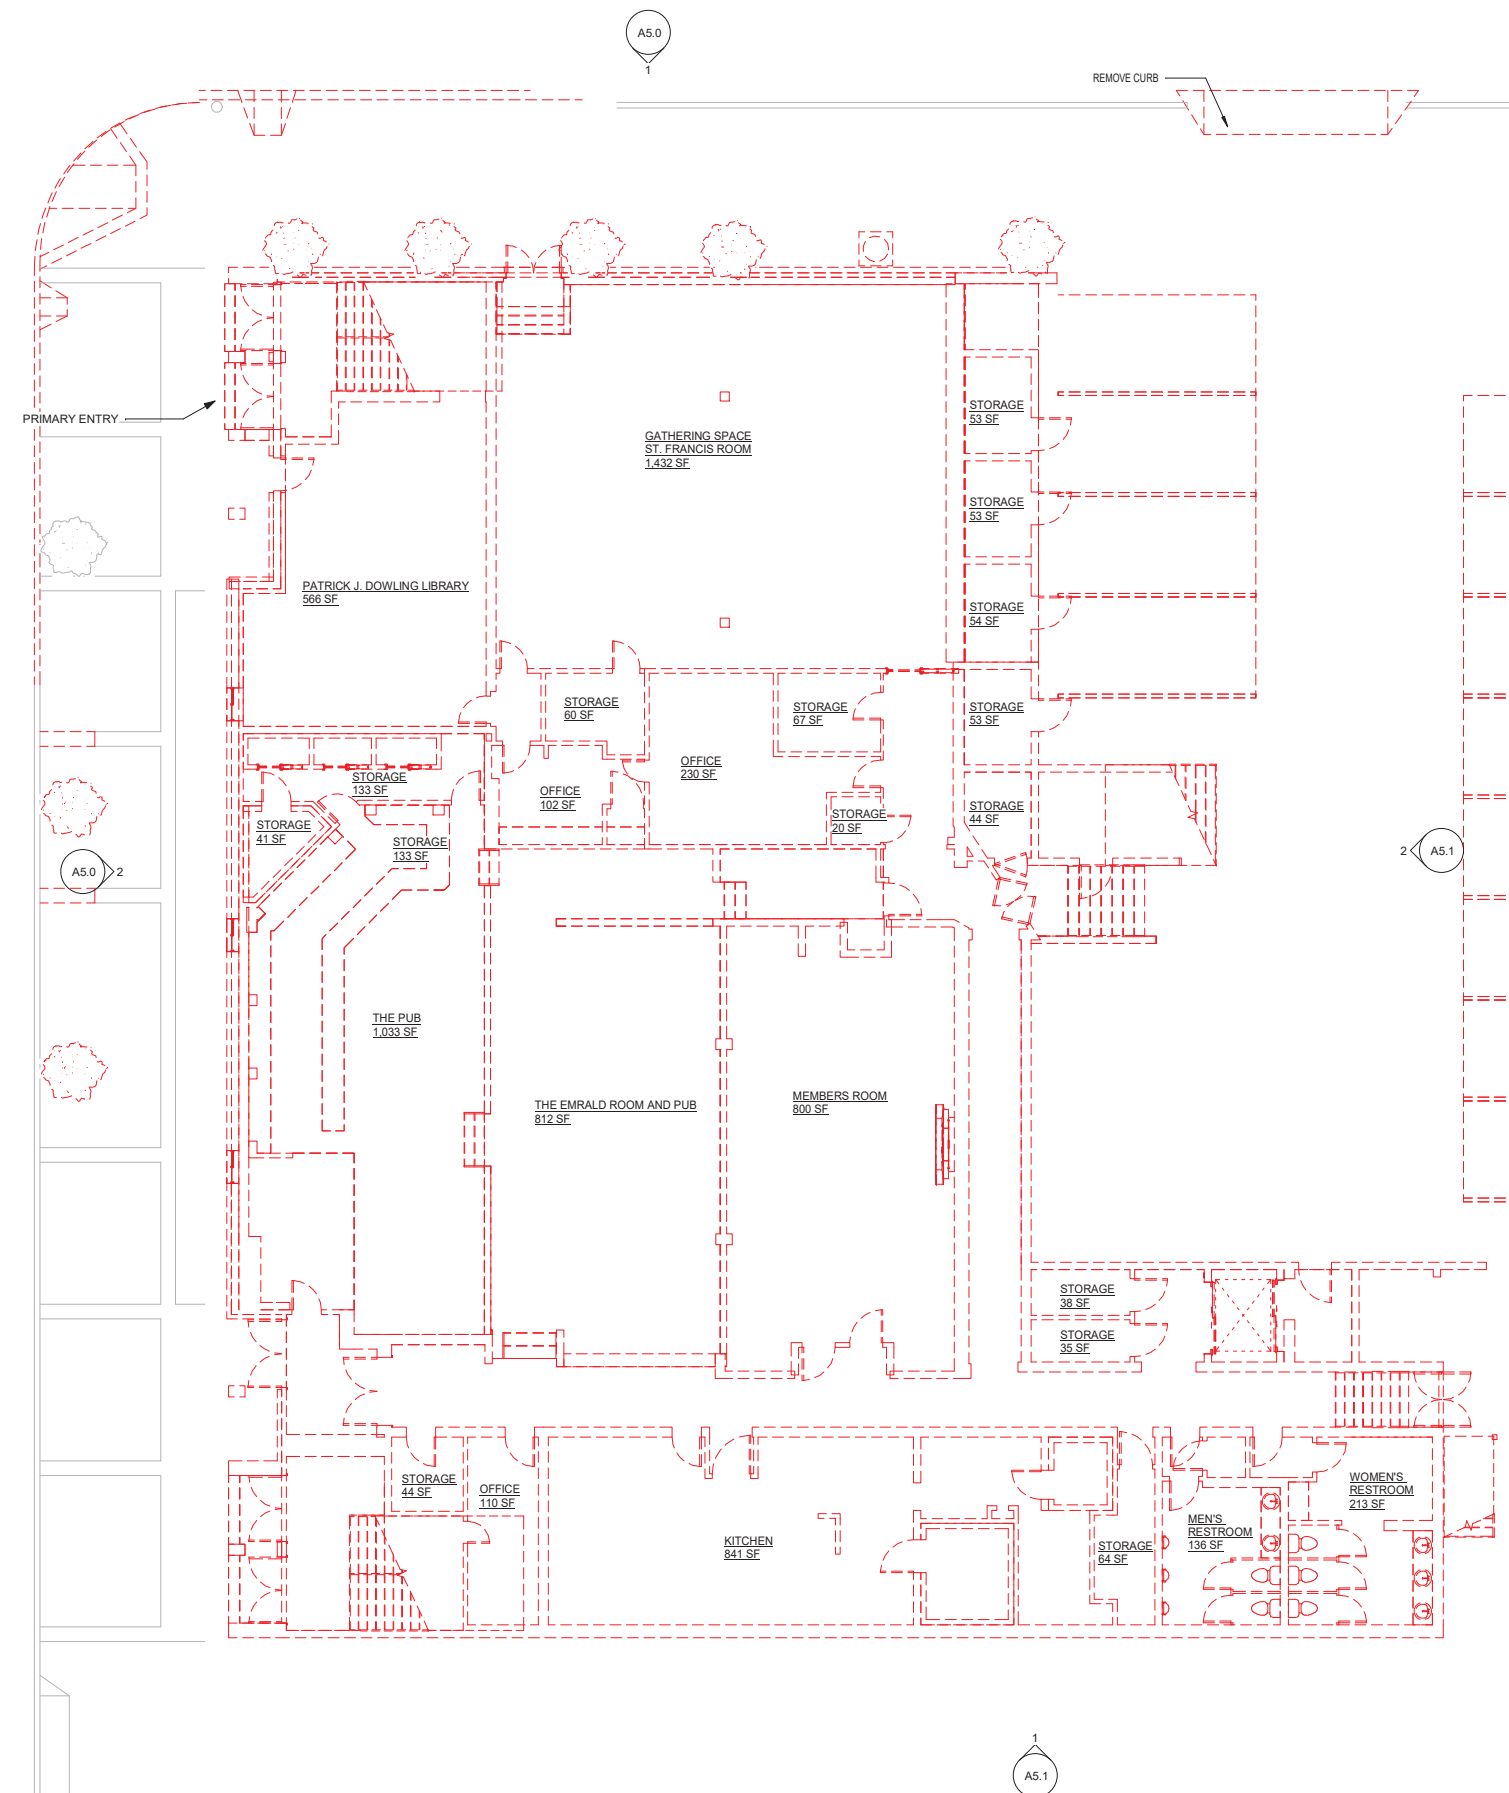 A5.0
1
REMOVE CURB
PRIMARY ENTRY
STORAGE
53 SF
GATHERING SPACE
ST. FRANCIS ROOM
1,432 SF
STORAGE
53 SF
PATRICK J. DOWLING LIBRARY
566 SF
STORAGE
54 SF
STORAGE
60 SF
STORAGE
67 SF
STORAGE
53 SF
OFFICE
230 SF
STORAGE
133 SF
OFFICE
102 SF
STORAGE
44 SF
STORAGE
20 SF
STORAGE
41 SF
STORAGE
133 SF
A5.0
2
2
A5.1
THE PUB
1,033 SF
THE EMRALD ROOM AND PUB
812 SF
MEMBERS ROOM
800 SF
STORAGE
38 SF
STORAGE
35 SF
STORAGE
44 SF
OFFICE
110 SF
WOMEN'S
RESTROOM
213 SF
MEN'S
RESTROOM
136 SF
KITCHEN
841 SF
STORAGE
64 SF
1
A5.1